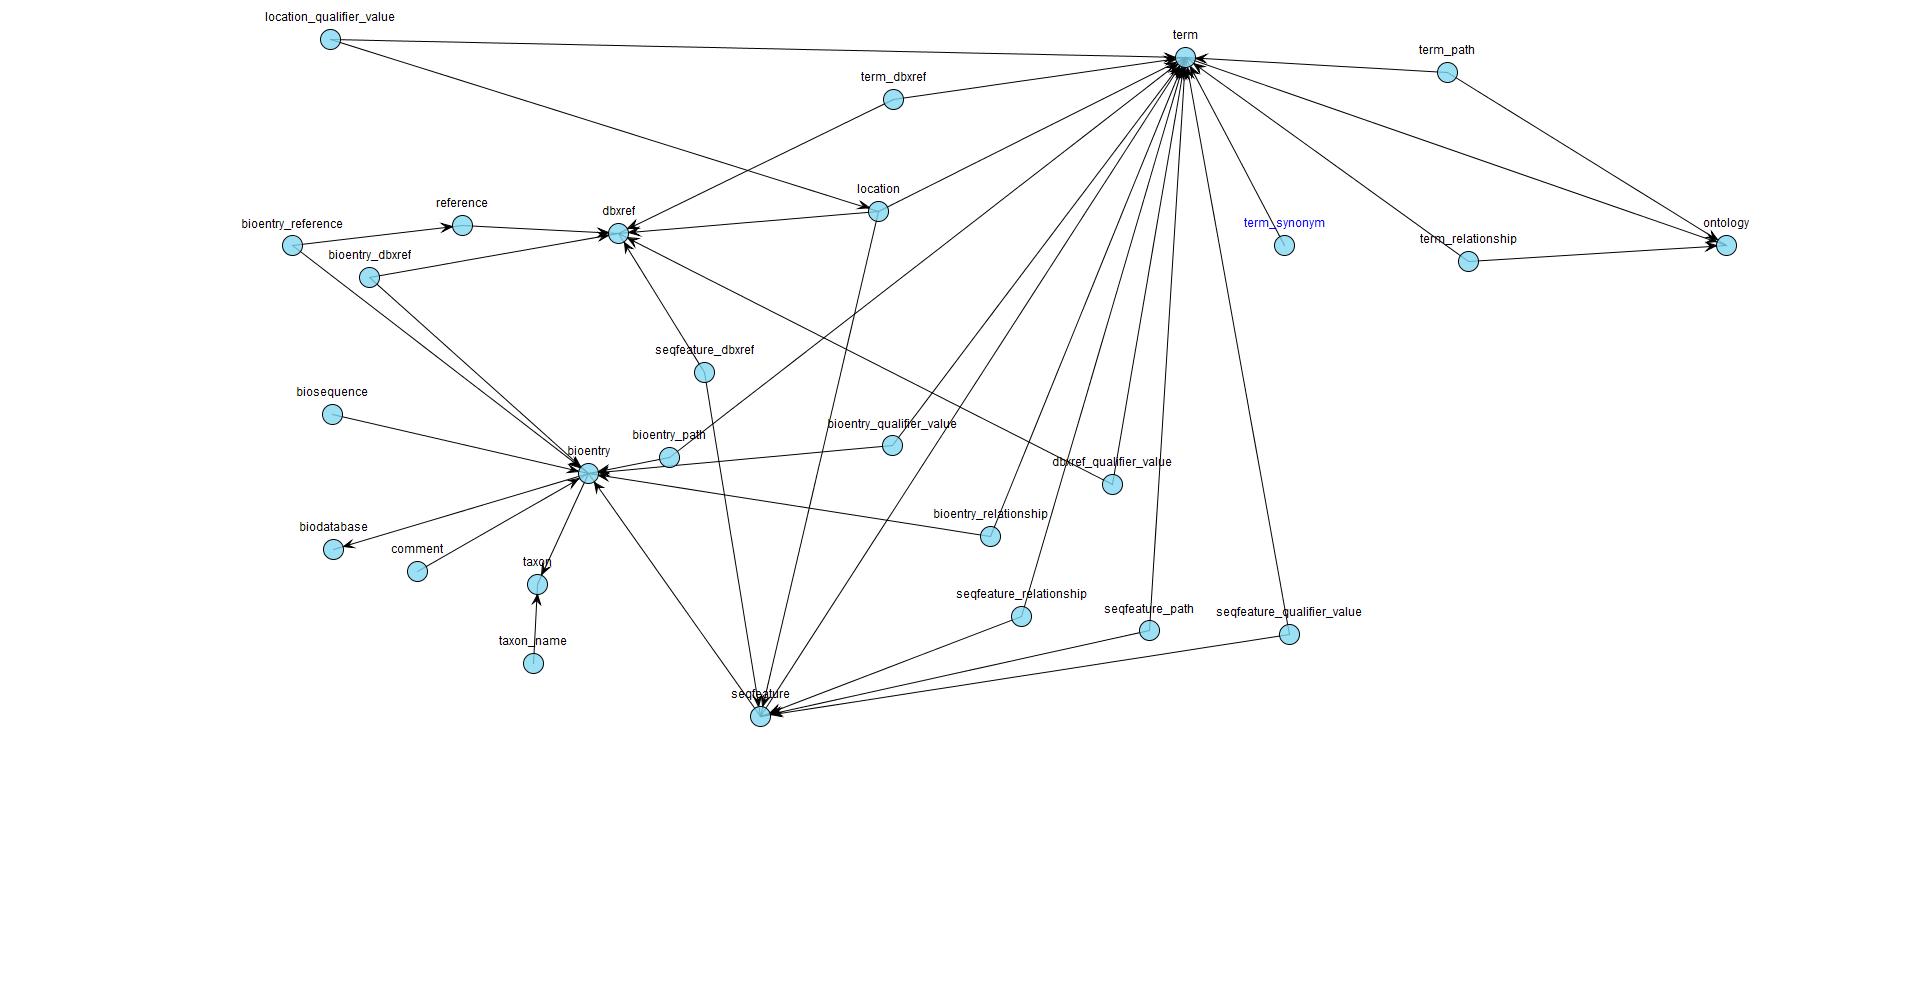 location_qualifier_value
term
term_path
term_dbxref
location
reference
dbxref
bioentry_reference
term_synonym
ontology
term_relationship
bioentry_dbxref
seqfeature_dbxref
biosequence
bioentry_qualifier_value
bioentry_path
bioentry
dbxref_qualifier_value
bioentry_relationship
biodatabase
comment
taxon
seqfeature_relationship
seqfeature_path
seqfeature_qualifier_value
taxon_name
seqfeature